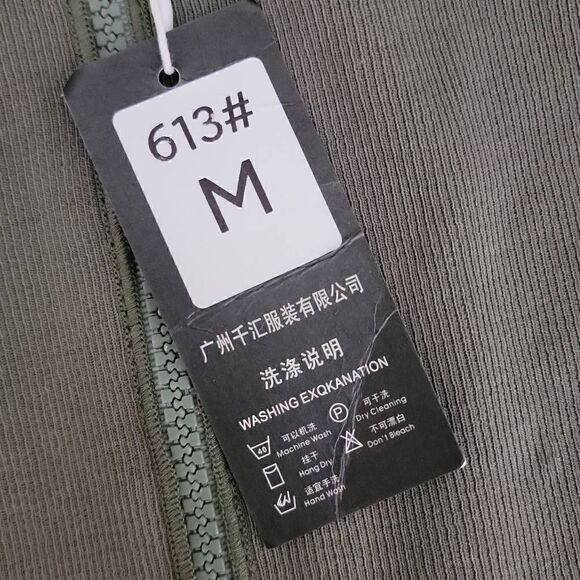 613#
M
广州千汇服装有限公司
洗涤说明
WASHING EXQKANATION
40 可以机洗 P 可干洗
Machine Wash Dry Cleaning
挂干 不可漂白
Hang Dry Don't Bleach
适宜手洗
Hand Wash